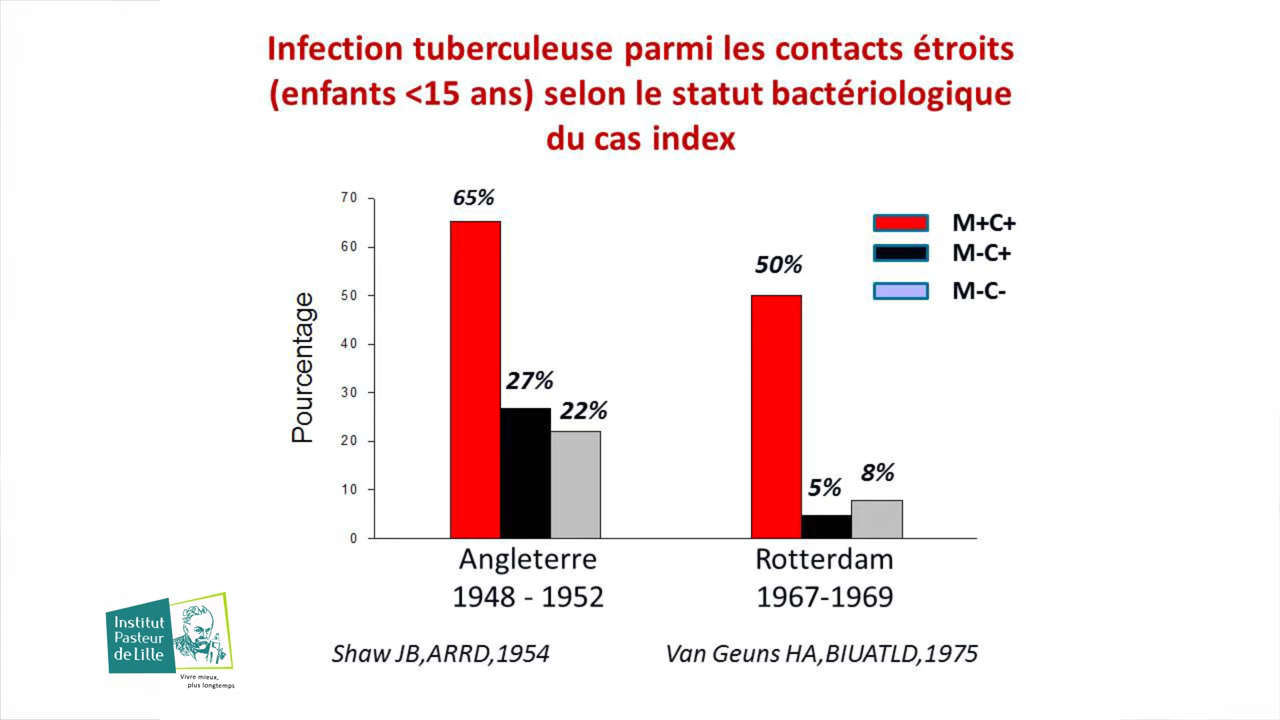 Infection tuberculeuse parmi les contacts étroits
(enfants <15 ans) selon le statut bactériologique
du cas index
70
60
50
40
30
20
10
0
Pourcentage
65%
27%
22%
50%
5%
8%
M+C+
M-C+
M-C-
Angleterre
1948 - 1952
Rotterdam
1967-1969
Shaw JB,ARRD,1954
Van Geuns HA,BIUATLD,1975
Institut
Pasteur
de Lille
Vivre mieux,
plus longtemps